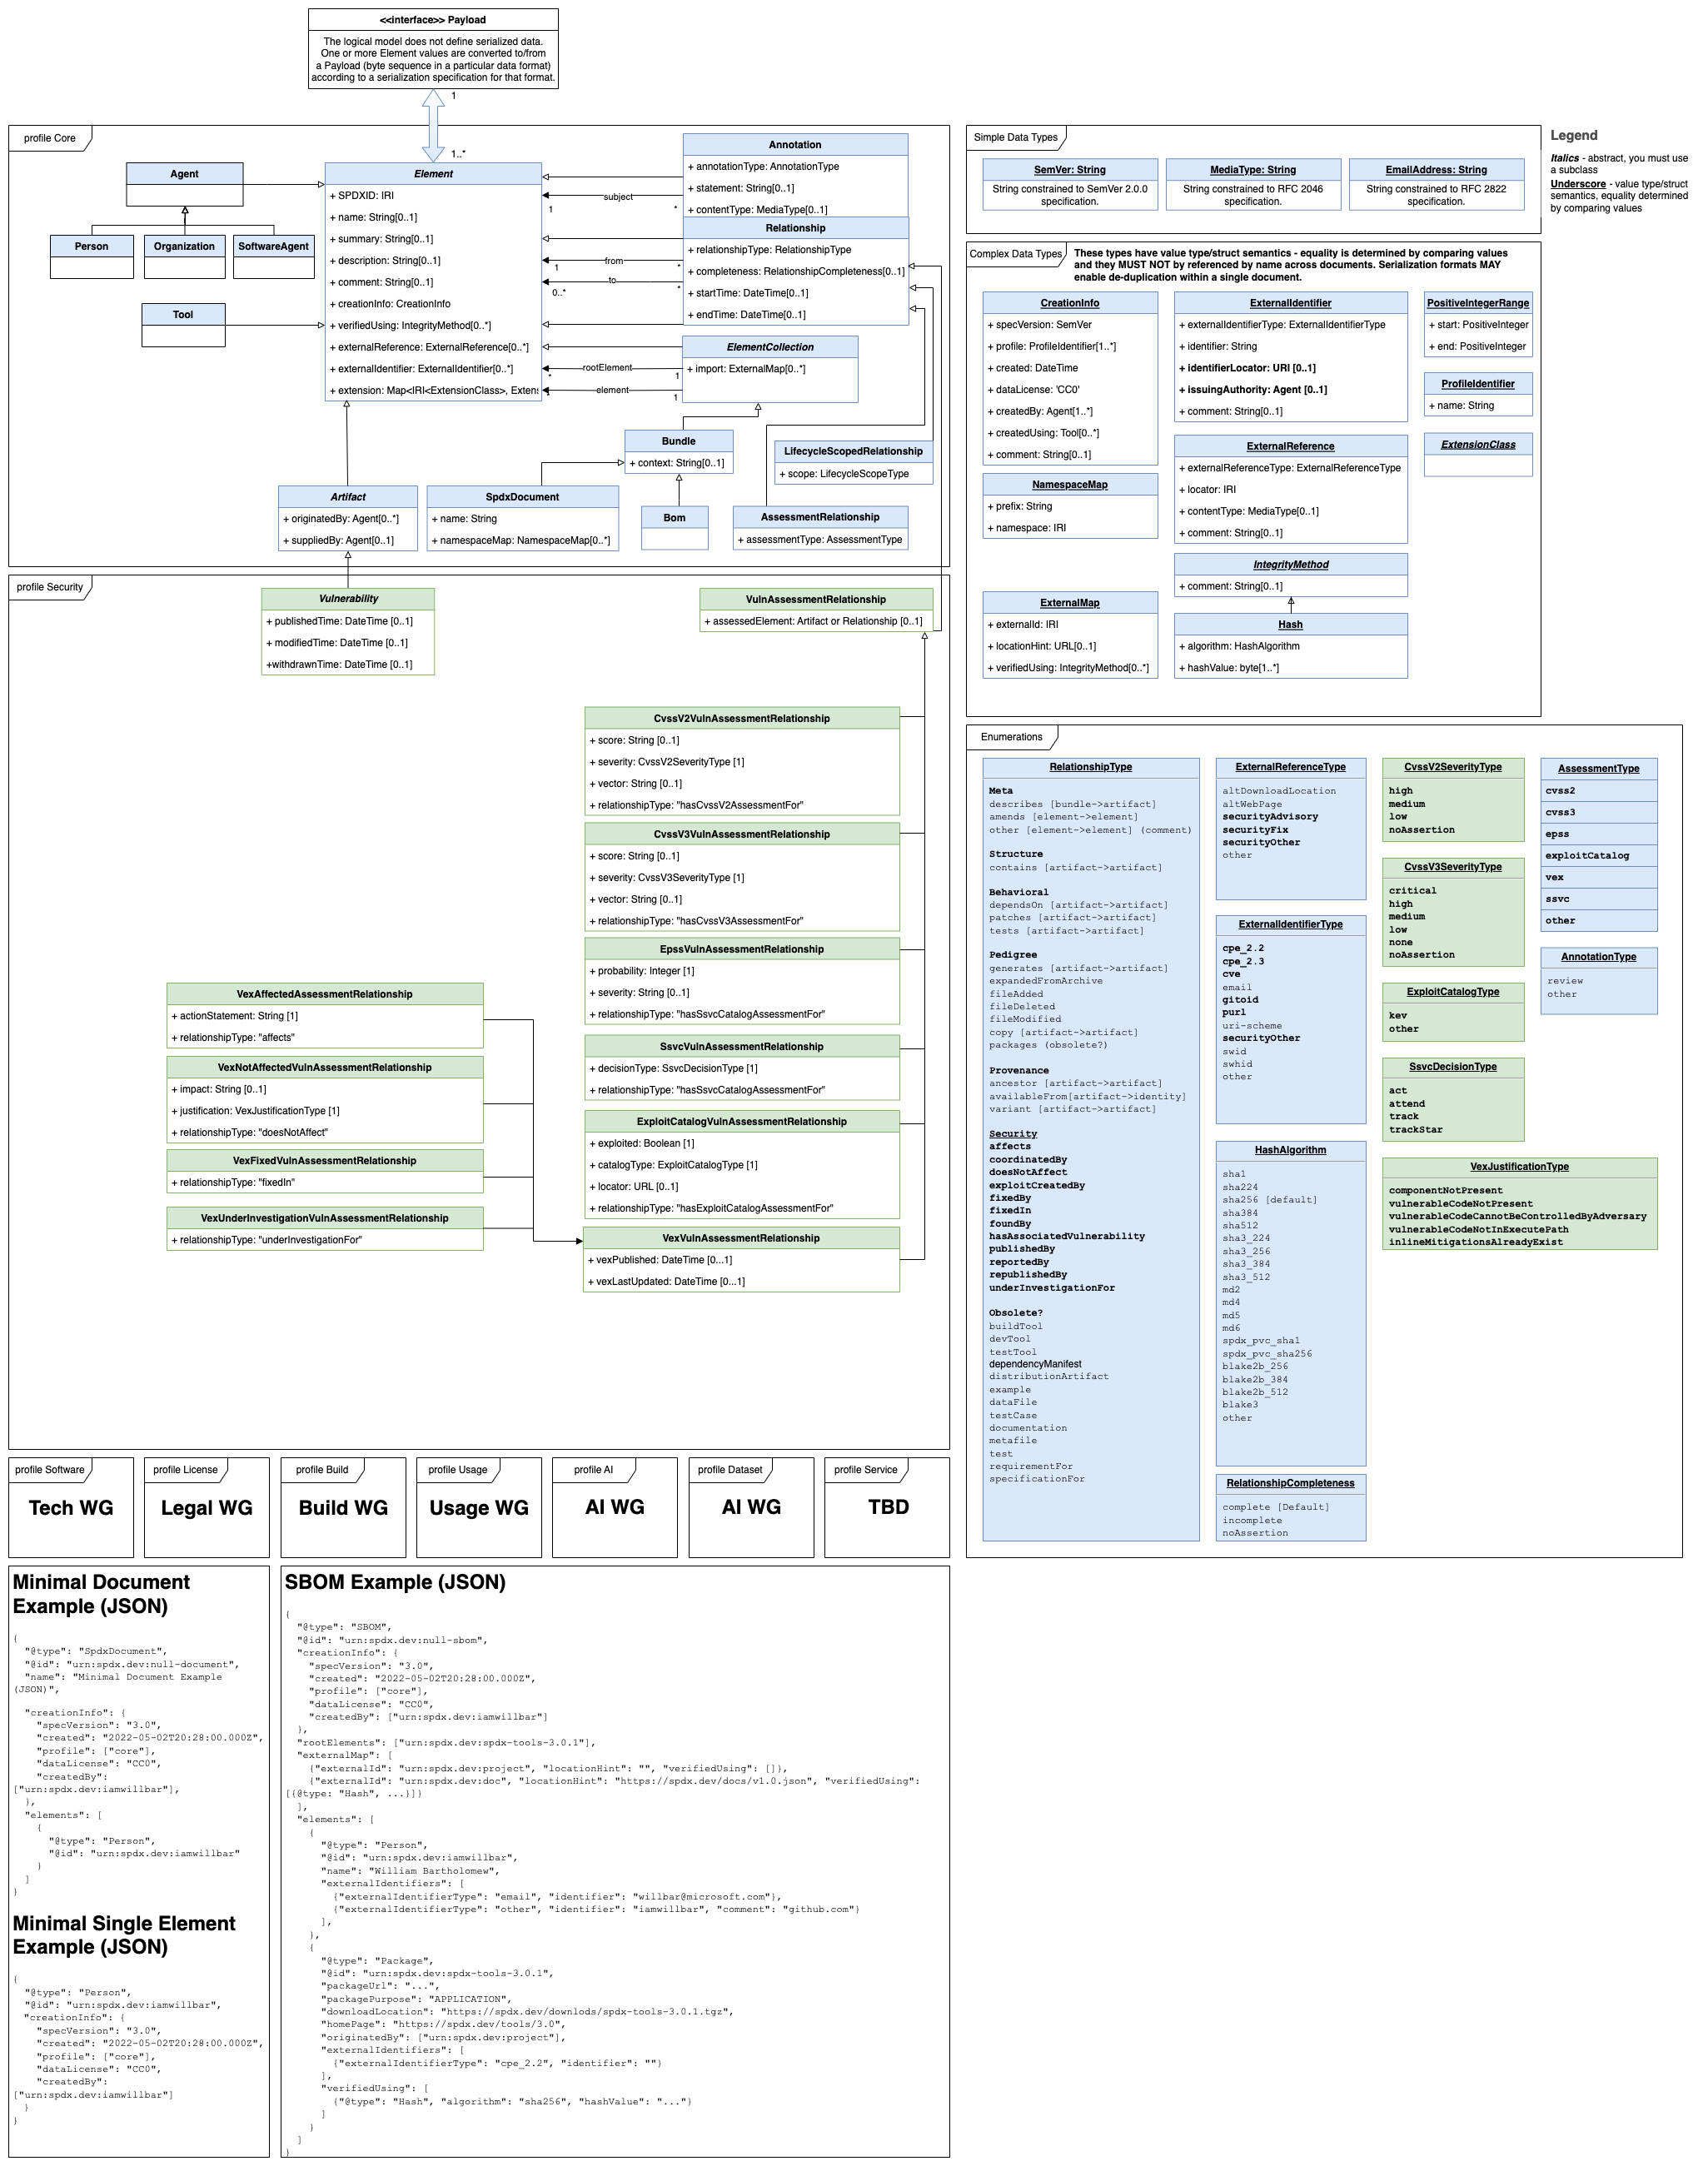 <<interface>> Payload
The logical model does not define serialized data.
One or more Element values are converted to/from
a Payload (byte sequence in a particular data format)
according to a serialization specification for that format.
1
1..*
profile Core
Agent
Person
Organization
SoftwareAgent
Tool
Element
+ SPDXID: IRI
+ name: String[0..1]
+ summary: String[0..1]
+ description: String[0..1]
+ comment: String[0..1]
+ creationInfo: CreationInfo
+ verifiedUsing: IntegrityMethod[0..*]
+ externalReference: ExternalReference[0..*]
+ externalIdentifier: ExternalIdentifier[0..*]
+ extension: Map<IRI<ExtensionClass>, Extens
subject
1
*
from
1
*
to
0..*
*
rootElement
*
1
element
1
Annotation
+ annotationType: AnnotationType
+ statement: String[0..1]
+ contentType: MediaType[0..1]
Relationship
+ relationshipType: RelationshipType
+ completeness: RelationshipCompleteness[0..1]
+ startTime: DateTime[0..1]
+ endTime: DateTime[0..1]
ElementCollection
+ import: ExternalMap[0..*]
Bundle
+ context: String[0..1]
LifecycleScopedRelationship
+ scope: LifecycleScopeType
Artifact
+ originatedBy: Agent[0..*]
+ suppliedBy: Agent[0..1]
SpdxDocument
+ name: String
+ namespaceMap: NamespaceMap[0..*]
Bom
AssessmentRelationship
+ assessmentType: AssessmentType
profile Security
Vulnerability
+ publishedTime: DateTime [0..1]
+ modifiedTime: DateTime [0..1]
+withdrawnTime: DateTime [0..1]
VulnAssessmentRelationship
+ assessedElement: Artifact or Relationship [0..1]
CvssV2VulnAssessmentRelationship
+ score: String [0..1]
+ severity: CvssV2SeverityType [1]
+ vector: String [0..1]
+ relationshipType: "hasCvssV2AssessmentFor"
CvssV3VulnAssessmentRelationship
+ score: String [0..1]
+ severity: CvssV3SeverityType [1]
+ vector: String [0..1]
+ relationshipType: "hasCvssV3AssessmentFor"
EpssVulnAssessmentRelationship
+ probability: Integer [1]
+ severity: String [0..1]
+ relationshipType: "hasSsvcCatalogAssessmentFor"
SsvcVulnAssessmentRelationship
+ decisionType: SsvcDecisionType [1]
+ relationshipType: "hasSsvcCatalogAssessmentFor"
ExploitCatalogVulnAssessmentRelationship
+ exploited: Boolean [1]
+ catalogType: ExploitCatalogType [1]
+ locator: URL [0..1]
+ relationshipType: "hasExploitCatalogAssessmentFor"
VexVulnAssessmentRelationship
+ vexPublished: DateTime [0...1]
+ vexLastUpdated: DateTime [0...1]
VexAffectedAssessmentRelationship
+ actionStatement: String [1]
+ relationshipType: "affects"
VexNotAffectedVulnAssessmentRelationship
+ impact: String [0..1]
+ justification: VexJustificationType [1]
+ relationshipType: "doesNotAffect"
VexFixedVulnAssessmentRelationship
+ relationshipType: "fixedIn"
VexUnderInvestigationVulnAssessmentRelationship
+ relationshipType: "underInvestigationFor"
profile Software
Tech WG
profile License
Legal WG
profile Build
Build WG
profile Usage
Usage WG
profile AI
AI WG
profile Dataset
AI WG
profile Service
TBD
Simple Data Types
SemVer: String
String constrained to SemVer 2.0.0
specification.
MediaType: String
String constrained to RFC 2046
specification.
EmailAddress: String
String constrained to RFC 2822
specification.
Legend
Italics - abstract, you must use
a subclass
Underscore - value type/struct
semantics, equality determined
by comparing values
Complex Data Types
These types have value type/struct semantics - equality is determined by comparing values
and they MUST NOT by referenced by name across documents. Serialization formats MAY
enable de-duplication within a single document.
CreationInfo
+ specVersion: SemVer
+ profile: ProfileIdentifier[1..*]
+ created: DateTime
+ dataLicense: 'CC0'
+ createdBy: Agent[1..*]
+ createdUsing: Tool[0..*]
+ comment: String[0..1]
NamespaceMap
+ prefix: String
+ namespace: IRI
ExternalMap
+ externalId: IRI
+ locationHint: URL[0..1]
+ verifiedUsing: IntegrityMethod[0..*]
ExternalIdentifier
+ externalIdentifierType: ExternalIdentifierType
+ identifier: String
+ identifierLocator: URI [0..1]
+ issuingAuthority: Agent [0..1]
+ comment: String[0..1]
ExternalReference
+ externalReferenceType: ExternalReferenceType
+ locator: IRI
+ contentType: MediaType[0..1]
+ comment: String[0..1]
IntegrityMethod
+ comment: String[0..1]
Hash
+ algorithm: HashAlgorithm
+ hashValue: byte[1..*]
PositiveIntegerRange
+ start: PositiveInteger
+ end: PositiveInteger
ProfileIdentifier
+ name: String
ExtensionClass
Enumerations
RelationshipType
Meta
describes [bundle->artifact]
amends [element->element]
other [element->element] (comment)
Structure
contains [artifact->artifact]
Behavioral
dependsOn [artifact->artifact]
patches [artifact->artifact]
tests [artifact->artifact]
Pedigree
generates [artifact->artifact]
expandedFromArchive
fileAdded
fileDeleted
fileModified
copy [artifact->artifact]
packages (obsolete?)
Provenance
ancestor [artifact->artifact]
availableFrom[artifact->identity]
variant [artifact->artifact]
Security
affects
coordinatedBy
doesNotAffect
exploitCreatedBy
fixedBy
fixedIn
foundBy
hasAssociatedVulnerability
publishedBy
reportedBy
republishedBy
underInvestigationFor
Obsolete?
buildTool
devTool
testTool
dependencyManifest
distributionArtifact
example
dataFile
testCase
documentation
metafile
test
requirementFor
specificationFor
ExternalReferenceType
altDownloadLocation
altWebPage
securityAdvisory
securityFix
securityOther
other
ExternalIdentifierType
cpe_2.2
cpe_2.3
cve
email
gitoid
purl
uri-scheme
securityOther
swid
swhid
other
HashAlgorithm
sha1
sha224
sha256 [default]
sha384
sha512
sha3_224
sha3_256
sha3_384
sha3_512
md2
md4
md5
md6
spdx_pvc_sha1
spdx_pvc_sha256
blake2b_256
blake2b_384
blake2b_512
blake3
other
RelationshipCompleteness
complete [Default]
incomplete
noAssertion
CvssV2SeverityType
high
medium
low
noAssertion
CvssV3SeverityType
critical
high
medium
low
none
noAssertion
ExploitCatalogType
kev
other
SsvcDecisionType
act
attend
track
trackStar
VexJustificationType
componentNotPresent
vulnerableCodeNotPresent
vulnerableCodeCannotBeControlledByAdversary
vulnerableCodeNotInExecutePath
inlineMitigationsAlreadyExist
AssessmentType
cvss2
cvss3
epss
exploitCatalog
vex
ssvc
other
AnnotationType
review
other
Minimal Document
Example (JSON)
{
"@type": "SpdxDocument",
"@id": "urn:spdx.dev:null-document",
"name": "Minimal Document Example
(JSON)",
"creationInfo": {
"specVersion": "3.0",
"created": "2022-05-02T20:28:00.000Z",
"profile": ["core"],
"dataLicense": "CC0",
"createdBy":
["urn:spdx.dev:iamwillbar"],
},
"elements": [
{
"@type": "Person",
"@id": "urn:spdx.dev:iamwillbar"
}
]
}
Minimal Single Element
Example (JSON)
{
"@type": "Person",
"@id": "urn:spdx.dev:iamwillbar",
"creationInfo": {
"specVersion": "3.0",
"created": "2022-05-02T20:28:00.000Z",
"profile": ["core"],
"dataLicense": "CC0",
"createdBy":
["urn:spdx.dev:iamwillbar"]
}
}
SBOM Example (JSON)
{
"@type": "SBOM",
"@id": "urn:spdx.dev:null-sbom",
"creationInfo": {
"specVersion": "3.0",
"created": "2022-05-02T20:28:00.000Z",
"profile": ["core"],
"dataLicense": "CC0",
"createdBy": ["urn:spdx.dev:iamwillbar"]
},
"rootElements": ["urn:spdx.dev:spdx-tools-3.0.1"],
"externalMap": [
{"externalId": "urn:spdx.dev:project", "locationHint": "", "verifiedUsing": []},
{"externalId": "urn:spdx.dev:doc", "locationHint": "https://spdx.dev/docs/v1.0.json", "verifiedUsing":
[{@type: "Hash", ...}]}
],
"elements": [
{
"@type": "Person",
"@id": "urn:spdx.dev:iamwillbar",
"name": "William Bartholomew",
"externalIdentifiers": [
{"externalIdentifierType": "email", "identifier": "willbar@microsoft.com"},
{"externalIdentifierType": "other", "identifier": "iamwillbar", "comment": "github.com"}
],
},
{
"@type": "Package",
"@id": "urn:spdx.dev:spdx-tools-3.0.1",
"packageUrl": "...",
"packagePurpose": "APPLICATION",
"downloadLocation": "https://spdx.dev/downlods/spdx-tools-3.0.1.tgz",
"homePage": "https://spdx.dev/tools/3.0",
"originatedBy": ["urn:spdx.dev:project"],
"externalIdentifiers": [
{"externalIdentifierType": "cpe_2.2", "identifier": ""}
],
"verifiedUsing": [
{"@type": "Hash", "algorithm": "sha256", "hashValue": "..."}
]
}
]
}